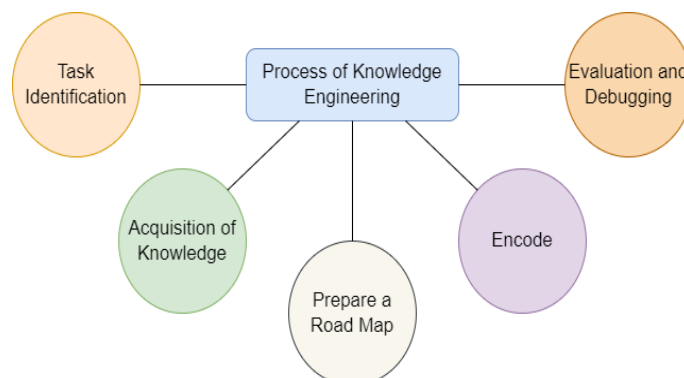 Task
Identification
Process of Knowledge
Engineering
Evaluation and
Debugging
Acquisition of
Knowledge
Prepare a
Road Map
Encode